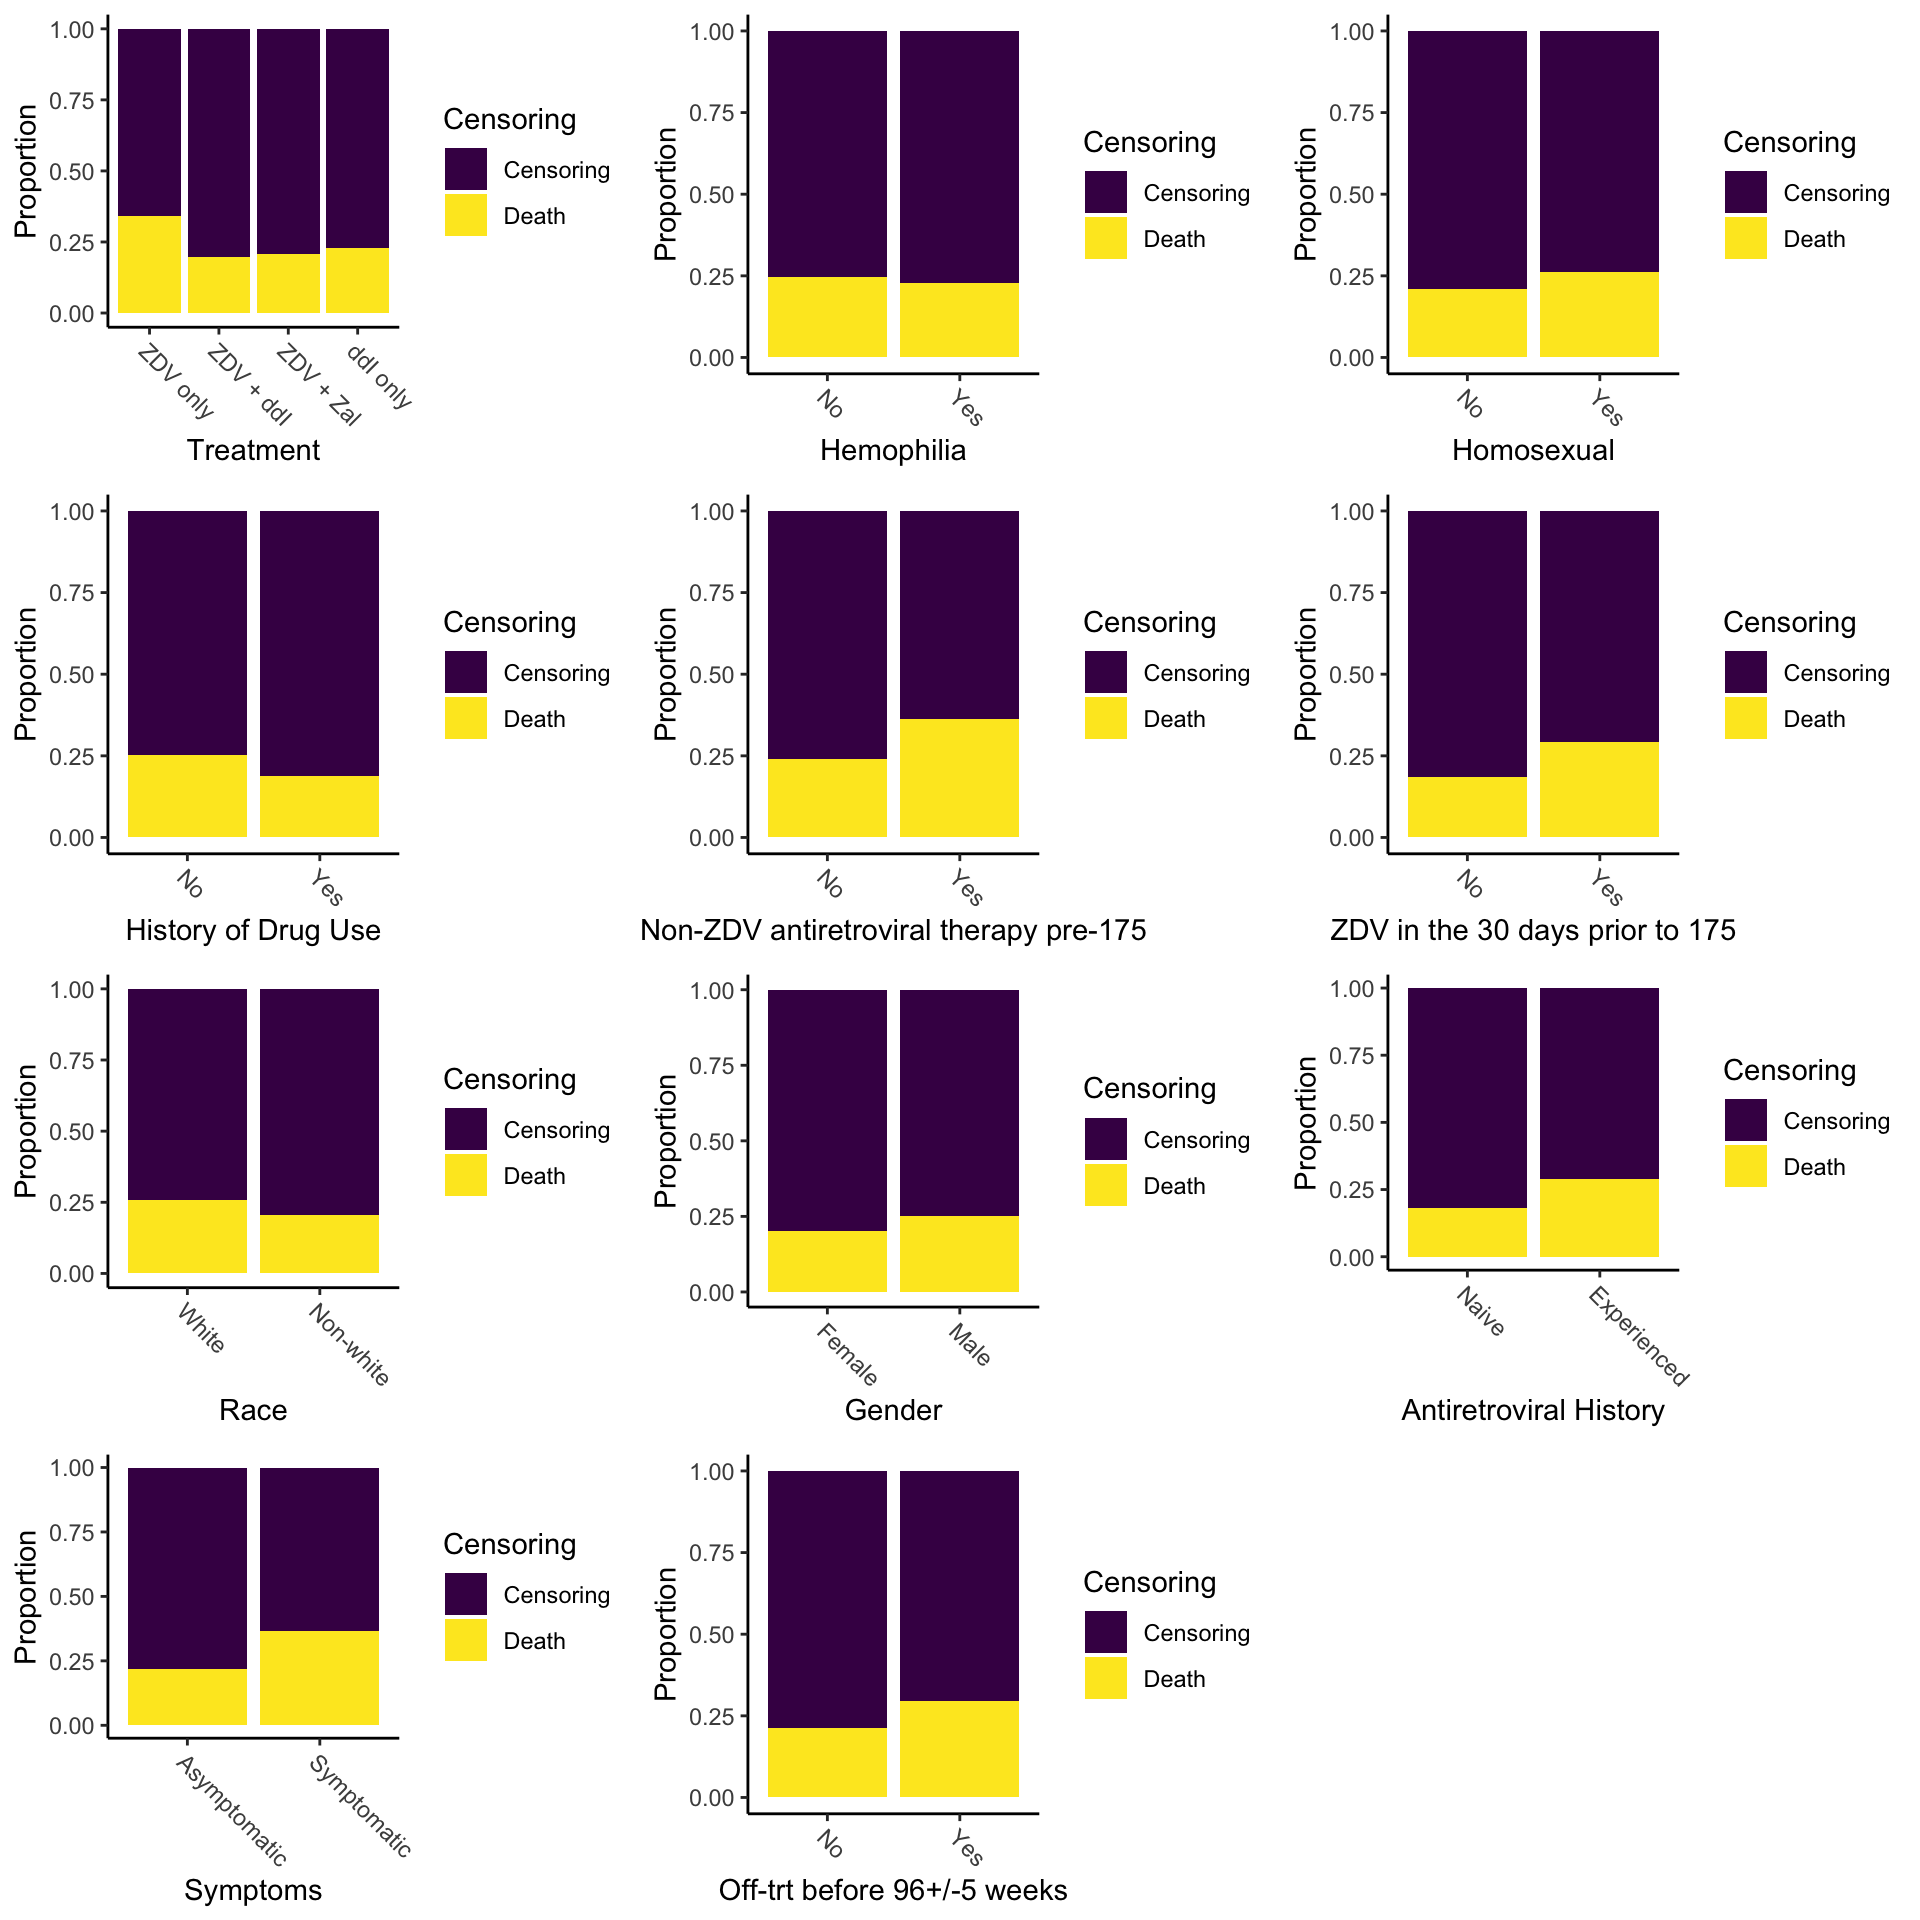 1.00
0.75
0.50
0.25
0.00
Proportion
ZDV only
ZDV + ddI
ZDV + Zal
ddI only
Treatment
Censoring
Censoring
Death
1.00
0.75
0.50
0.25
0.00
Proportion
No
Yes
Hemophilia
Censoring
Censoring
Death
1.00
0.75
0.50
0.25
0.00
Proportion
No
Yes
Homosexual
Censoring
Censoring
Death
1.00
0.75
0.50
0.25
0.00
Proportion
No
Yes
History of Drug Use
Censoring
Censoring
Death
1.00
0.75
0.50
0.25
0.00
Proportion
No
Yes
Non-ZDV antiretroviral therapy pre-175
Censoring
Censoring
Death
1.00
0.75
0.50
0.25
0.00
Proportion
No
Yes
ZDV in the 30 days prior to 175
Censoring
Censoring
Death
1.00
0.75
0.50
0.25
0.00
Proportion
White
Non-white
Race
Censoring
Censoring
Death
1.00
0.75
0.50
0.25
0.00
Proportion
Female
Male
Gender
Censoring
Censoring
Death
1.00
0.75
0.50
0.25
0.00
Proportion
Naive
Experienced
Antiretroviral History
Censoring
Censoring
Death
1.00
0.75
0.50
0.25
0.00
Proportion
Asymptomatic
Symptomatic
Symptoms
Censoring
Censoring
Death
1.00
0.75
0.50
0.25
0.00
Proportion
No
Yes
Off-trt before 96+/-5 weeks
Censoring
Censoring
Death